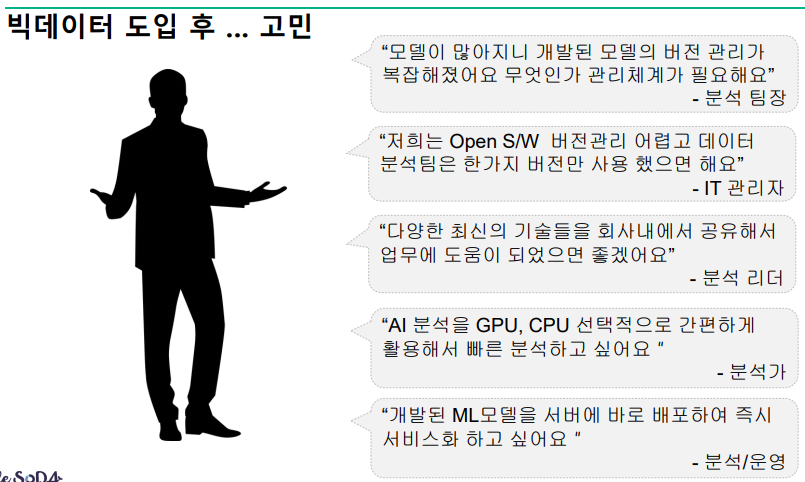 빅데이터 도입 후 ... 고민
“모델이 많아지니 개발된 모델의 버전 관리가
복잡해졌어요 무엇인가 관리체계가 필요해요”
- 분석 팀장
“저희는 Open S/W 버전관리 어렵고 데이터
분석팀은 한가지 버전만 사용 했으면 해요”
- IT 관리자
“다양한 최신의 기술들을 회사내에서 공유해서
업무에 도움이 되었으면 좋겠어요”
- 분석 리더
“AI 분석을 GPU, CPU 선택적으로 간편하게
활용해서 빠른 분석하고 싶어요 "
- 분석가
“개발된 ML모델을 서버에 바로 배포하여 즉시
서비스화 하고 싶어요 "
- 분석/운영